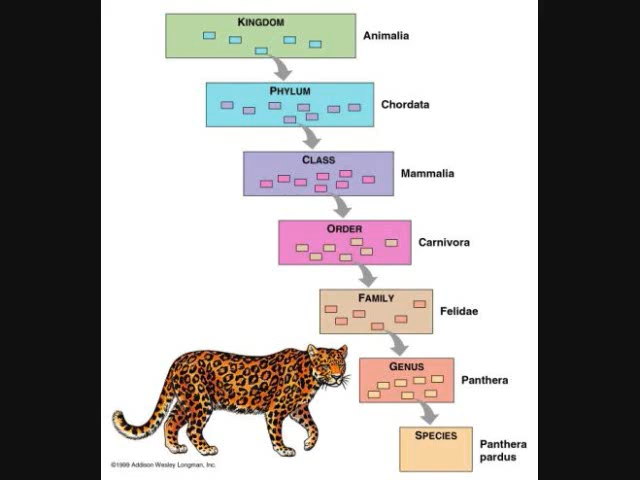 KINGDOM
Animalia
PHYLUM
Chordata
CLASS
Mammalia
ORDER
Carnivora
FAMILY
Felidae
GENUS
Panthera
SPECIES
Panthera
pardus
©1999 Addison Wesley Longman, Inc.